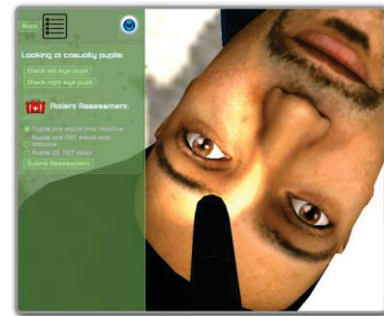 Back
Looking at casualty pupils:
Check left eye pupil
Check right eye pupil
Patient Assessment:
Pupils are equal and reactive
Pupils are NOT equal and
reactive
Pupils DO NOT react
Submit Assessment